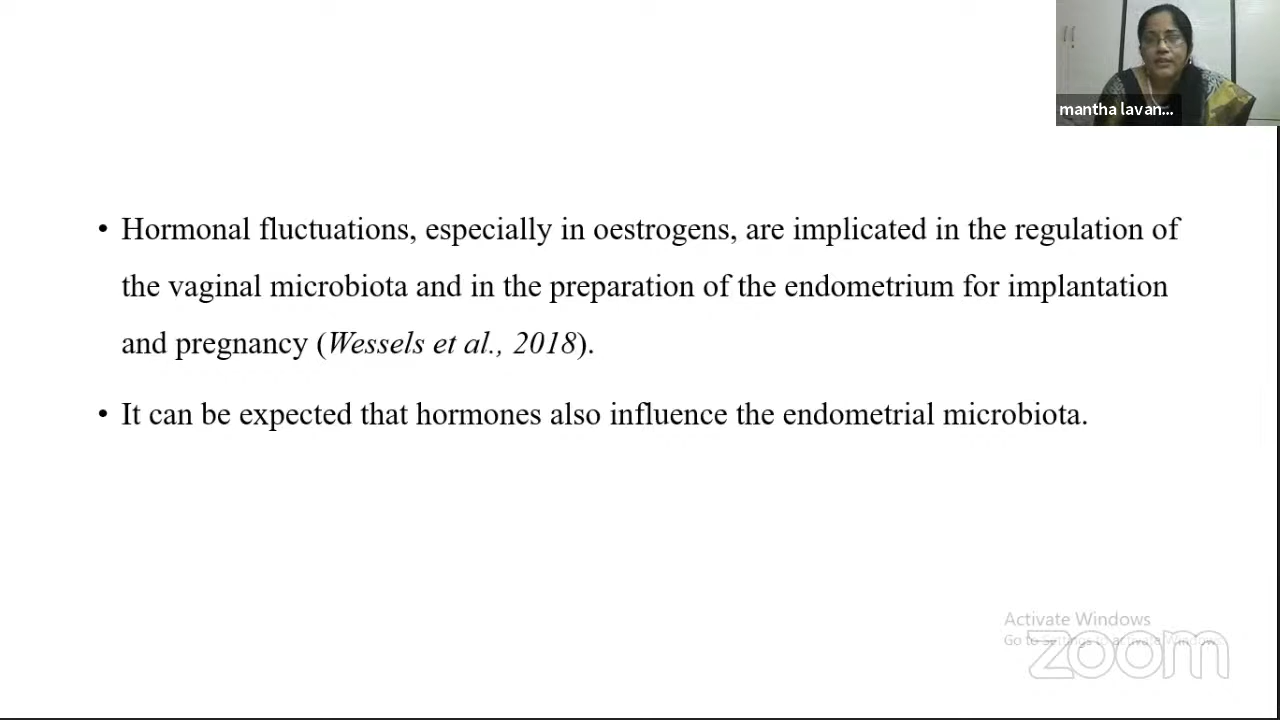 mantha lavan...
• Hormonal fluctuations, especially in oestrogens, are implicated in the regulation of
the vaginal microbiota and in the preparation of the endometrium for implantation
and pregnancy (Wessels et al., 2018).
• It can be expected that hormones also influence the endometrial microbiota.
Activate Windows
Go to Settings to activate Windows.
zoom